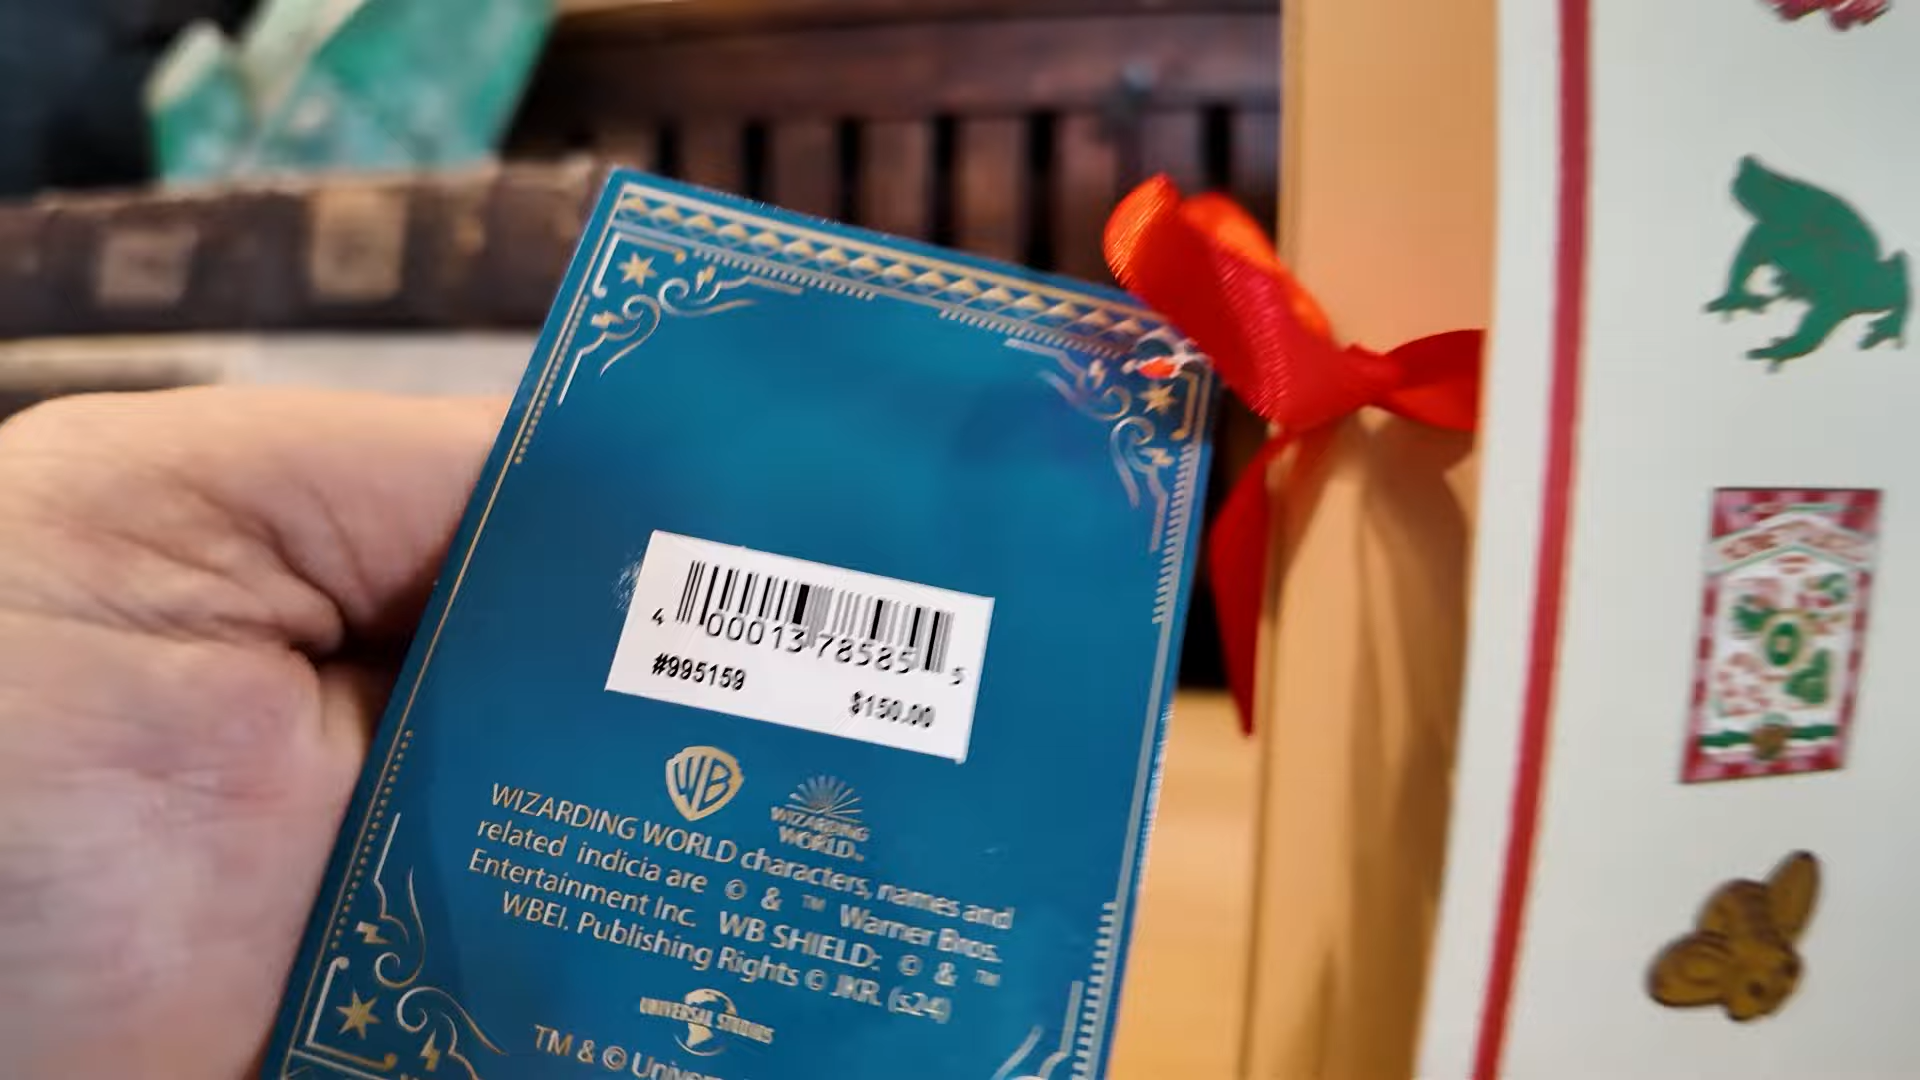 4 00013 78585 5
#995159
$150.00
WB
WIZARDING
WORLD
WIZARDING WORLD characters, names and
related indicia are © & ™ Warner Bros.
Entertainment Inc. WB SHIELD: © & ™
WBEI. Publishing Rights © JKR. (s24)
UNIVERSAL STUDIOS
TM & © Univer